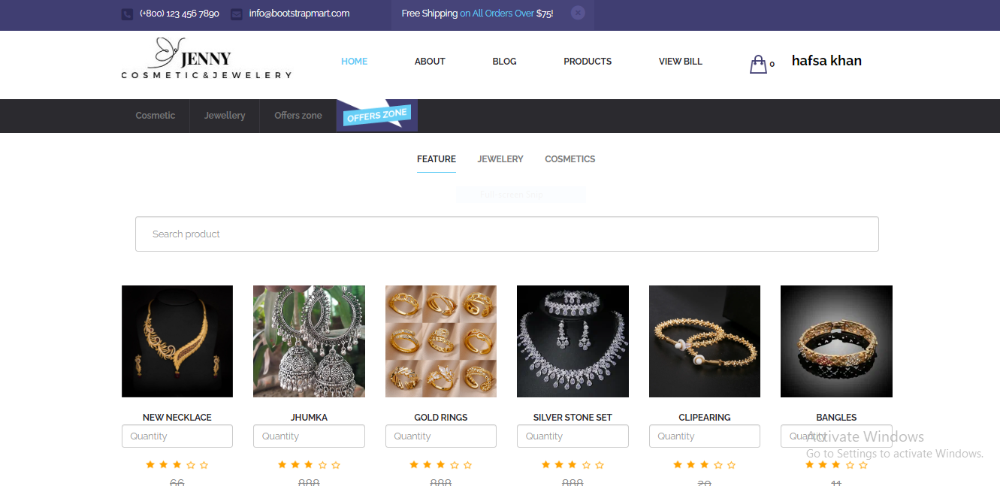 (+800) 123 456 7890 info@bootstrapmart.com Free Shipping on All Orders Over $75!
JENNY
COSMETIC&JEWELERY
HOME ABOUT BLOG PRODUCTS VIEW BILL 0 hafsa khan
Cosmetic Jewellery Offers zone OFFERS ZONE
FEATURE JEWELERY COSMETICS
Full-screen Snip
Search product
NEW NECKLACE JHUMKA GOLD RINGS SILVER STONE SET CLIPEARING BANGLES
Quantity Quantity Quantity Quantity Quantity Quantity
Activate Windows
Go to Settings to activate Windows.
66 888 888 888 20 11